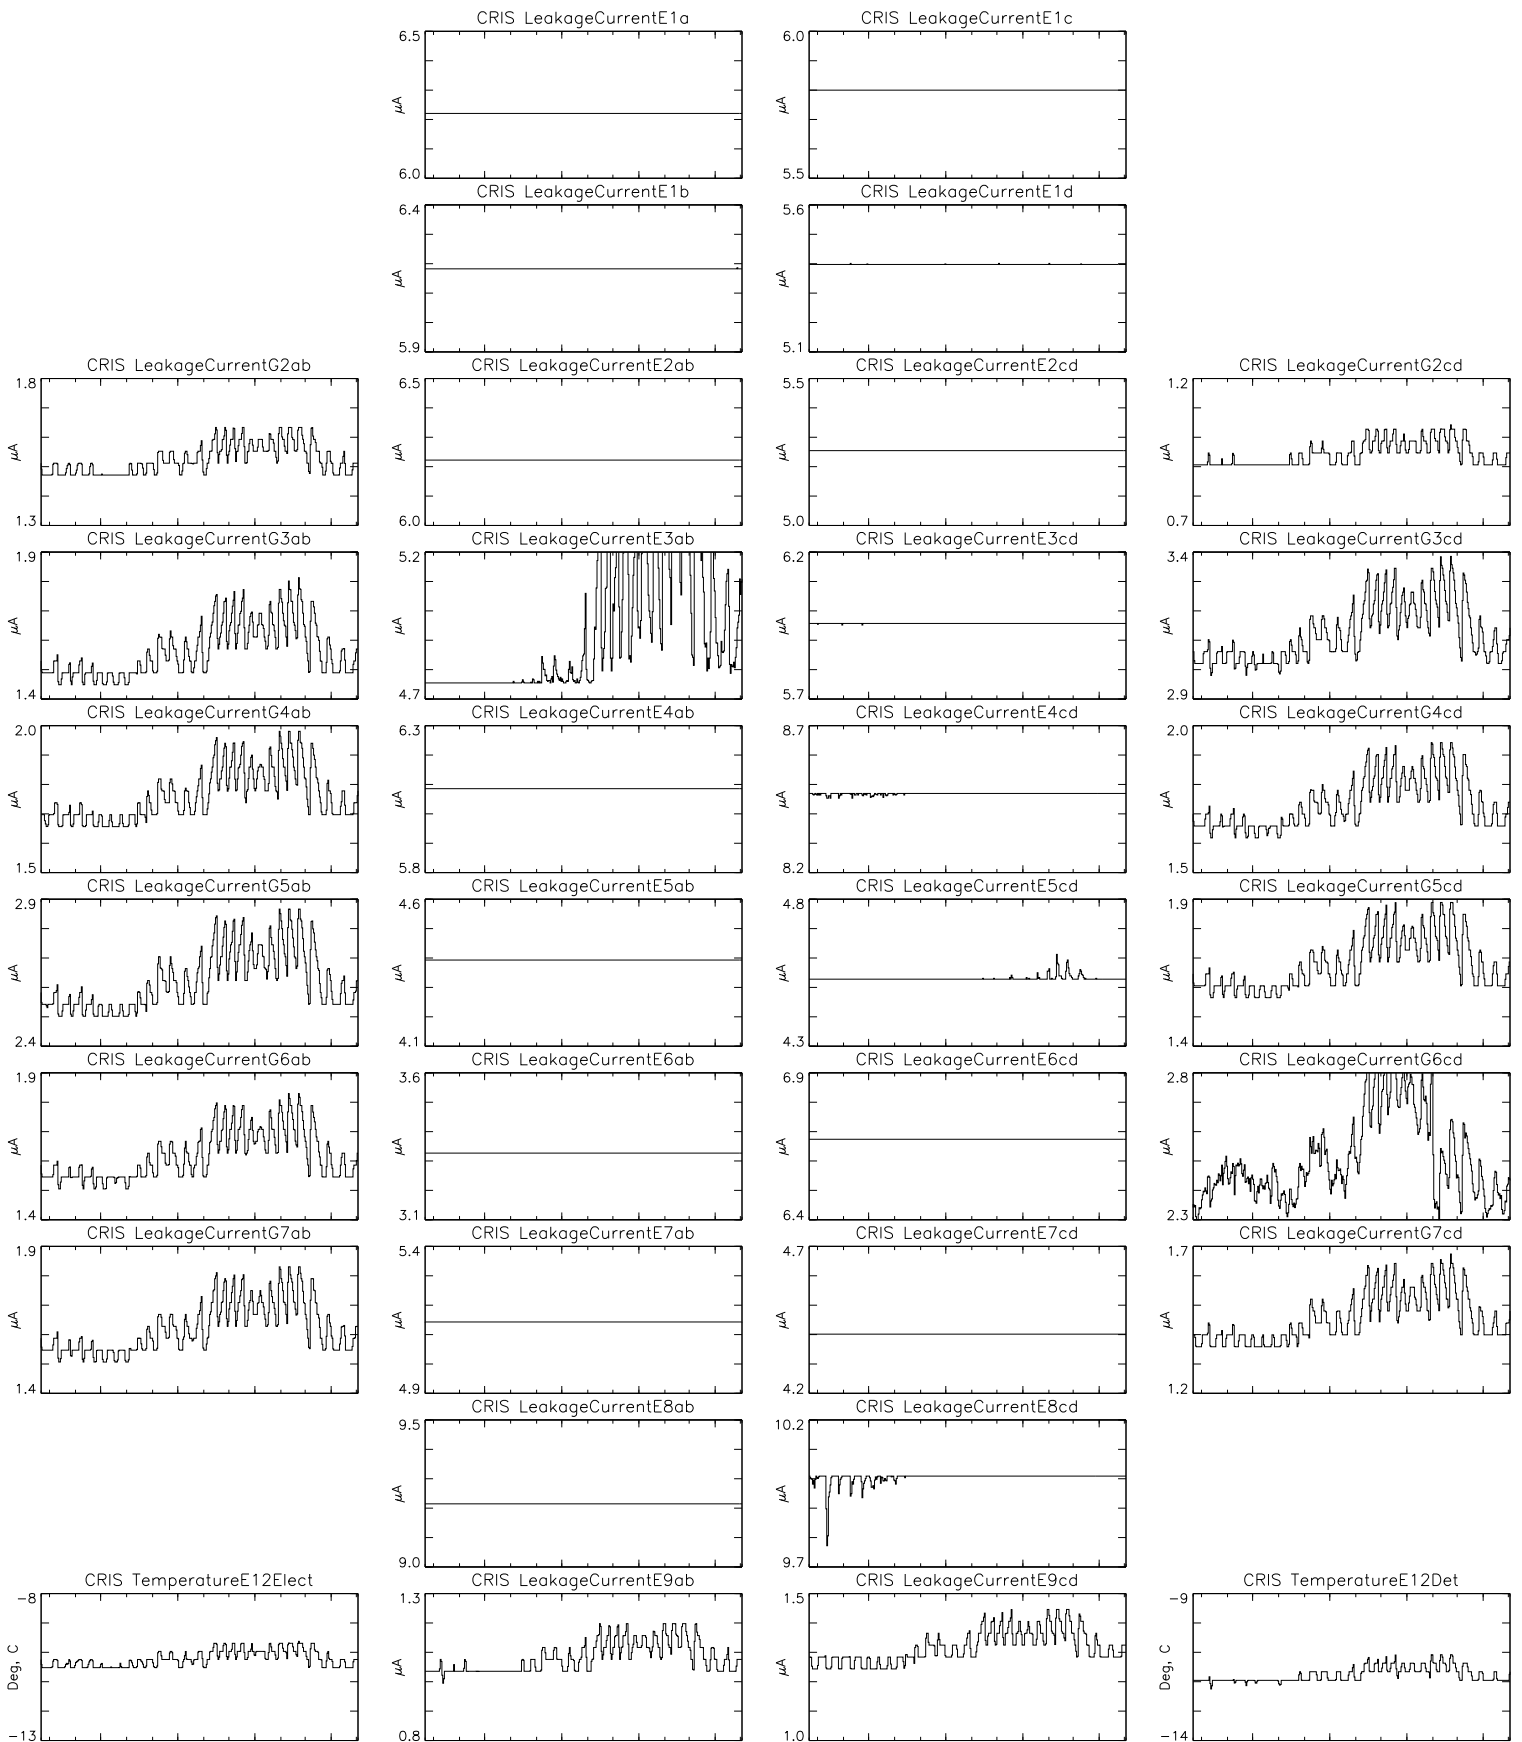 CRIS LeakageCurrentE1a
6.5
µA
6.0
CRIS LeakageCurrentE1c
6.0
µA
5.5
CRIS LeakageCurrentE1b
6.4
µA
5.9
CRIS LeakageCurrentE1d
5.6
µA
5.1
CRIS LeakageCurrentG2ab
1.8
µA
1.3
CRIS LeakageCurrentE2ab
6.5
µA
6.0
CRIS LeakageCurrentE2cd
5.5
µA
5.0
CRIS LeakageCurrentG2cd
1.2
µA
0.7
CRIS LeakageCurrentG3ab
1.9
µA
1.4
CRIS LeakageCurrentE3ab
5.2
µA
4.7
CRIS LeakageCurrentE3cd
6.2
µA
5.7
CRIS LeakageCurrentG3cd
3.4
µA
2.9
CRIS LeakageCurrentG4ab
2.0
µA
1.5
CRIS LeakageCurrentE4ab
6.3
µA
5.8
CRIS LeakageCurrentE4cd
8.7
µA
8.2
CRIS LeakageCurrentG4cd
2.0
µA
1.5
CRIS LeakageCurrentG5ab
2.9
µA
2.4
CRIS LeakageCurrentE5ab
4.6
µA
4.1
CRIS LeakageCurrentE5cd
4.8
µA
4.3
CRIS LeakageCurrentG5cd
1.9
µA
1.4
CRIS LeakageCurrentG6ab
1.9
µA
1.4
CRIS LeakageCurrentE6ab
3.6
µA
3.1
CRIS LeakageCurrentE6cd
6.9
µA
6.4
CRIS LeakageCurrentG6cd
2.8
µA
2.3
CRIS LeakageCurrentG7ab
1.9
µA
1.4
CRIS LeakageCurrentE7ab
5.4
µA
4.9
CRIS LeakageCurrentE7cd
4.7
µA
4.2
CRIS LeakageCurrentG7cd
1.7
µA
1.2
CRIS LeakageCurrentE8ab
9.5
µA
9.0
CRIS LeakageCurrentE8cd
10.2
µA
9.7
CRIS TemperatureE12Elect
−8
Deg, C
−13
CRIS LeakageCurrentE9ab
1.3
µA
0.8
CRIS LeakageCurrentE9cd
1.5
µA
1.0
CRIS TemperatureE12Det
−9
Deg, C
−14